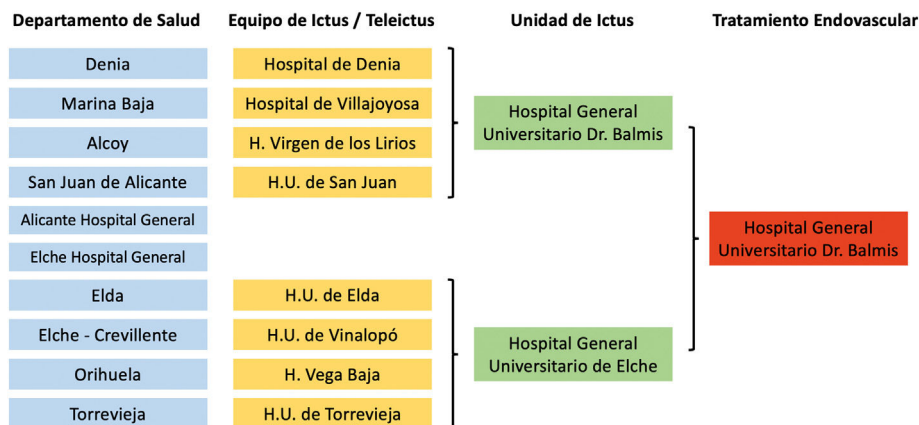 Departamento de Salud
Equipo de Ictus / Teleictus
Unidad de Ictus
Tratamiento Endovascular
Denia
Hospital de Denia
Marina Baja
Hospital de Villajoyosa
Alcoy
H. Virgen de los Lirios
San Juan de Alicante
H.U. de San Juan
Alicante Hospital General
Elche Hospital General
Elda
H.U. de Elda
Elche - Crevillente
H.U. de Vinalopó
Orihuela
H. Vega Baja
Torrevieja
H.U. de Torrevieja
Hospital General
Universitario Dr. Balmis
Hospital General
Universitario de Elche
Hospital General
Universitario Dr. Balmis